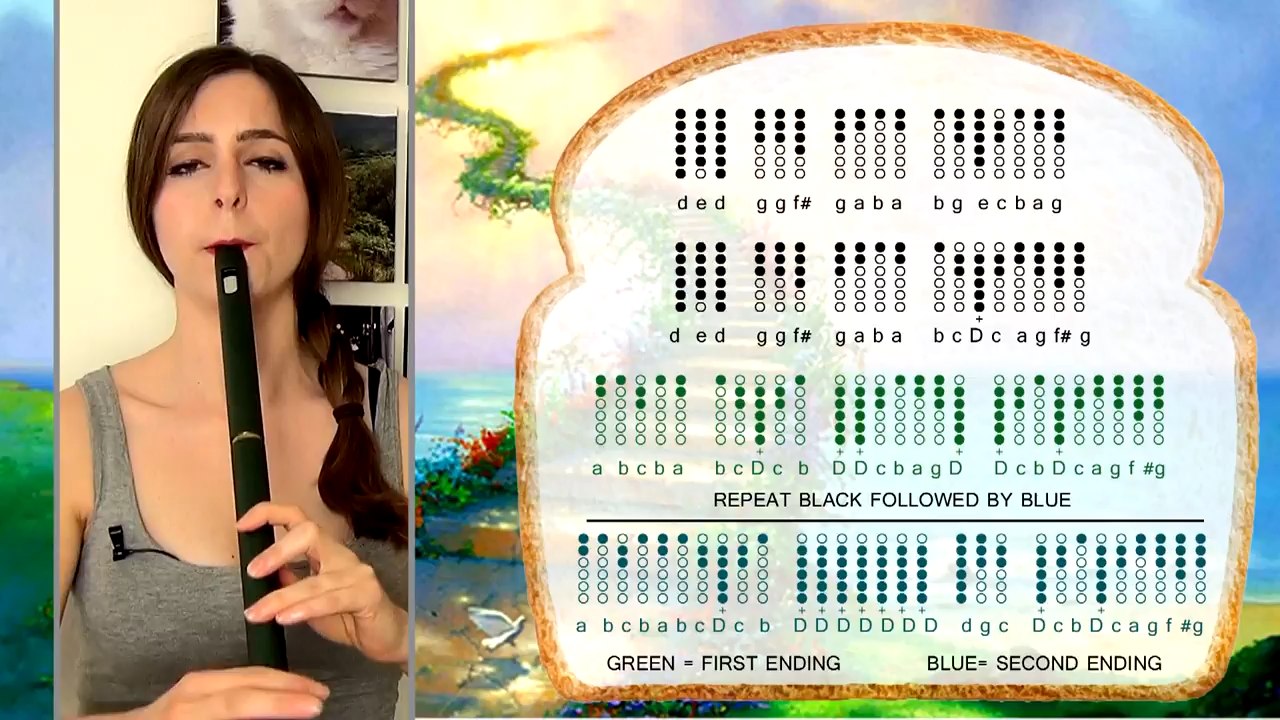 d e d g g f# g a b a b g e c b a g
d e d g g f# g a b a b c D c a g f# g
a b c b a b c D c b D D c b a g D D c b D c a g f #g
REPEAT BLACK FOLLOWED BY BLUE
a b c b a b c D c b D D D D D D D d g c D c b D c a g f #g
GREEN = FIRST ENDING BLUE= SECOND ENDING